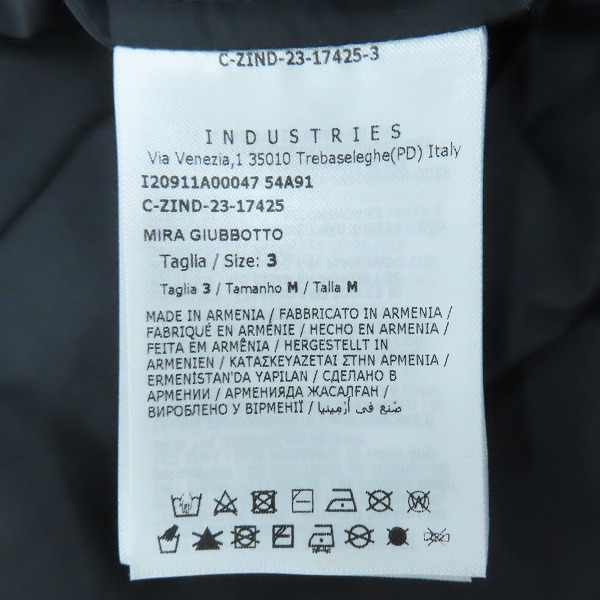 C-ZIND-23-17425-3
INDUSTRIES
Via Venezia,1 35010 Trebaseleghe(PD) Italy
I20911A00047 54A91
C-ZIND-23-17425
MIRA GIUBBOTTO
Taglia / Size: 3
Taglia 3 / Tamanho M / Talla M
MADE IN ARMENIA / FABBRICATO IN ARMENIA /
FABRIQUÉ EN ARMÉNIE / HECHO EN ARMENIA /
FEITA EM ARMÊNIA / HERGESTELLT IN
ARMENIEN / ΚΑΤΑΣΚΕΥΑΖΕΤΑΙ ΣΤΗΝ ΑΡΜΕΝΙΑ /
ERMENİSTAN'DA YAPILAN / СДЕЛАНО В
АРМЕНИИ / АРМЕНИЯДА ЖАСАЛҒАН /
ВИРОБЛЕНО У ВІРМЕНІЇ / صُنع في أرمينيا